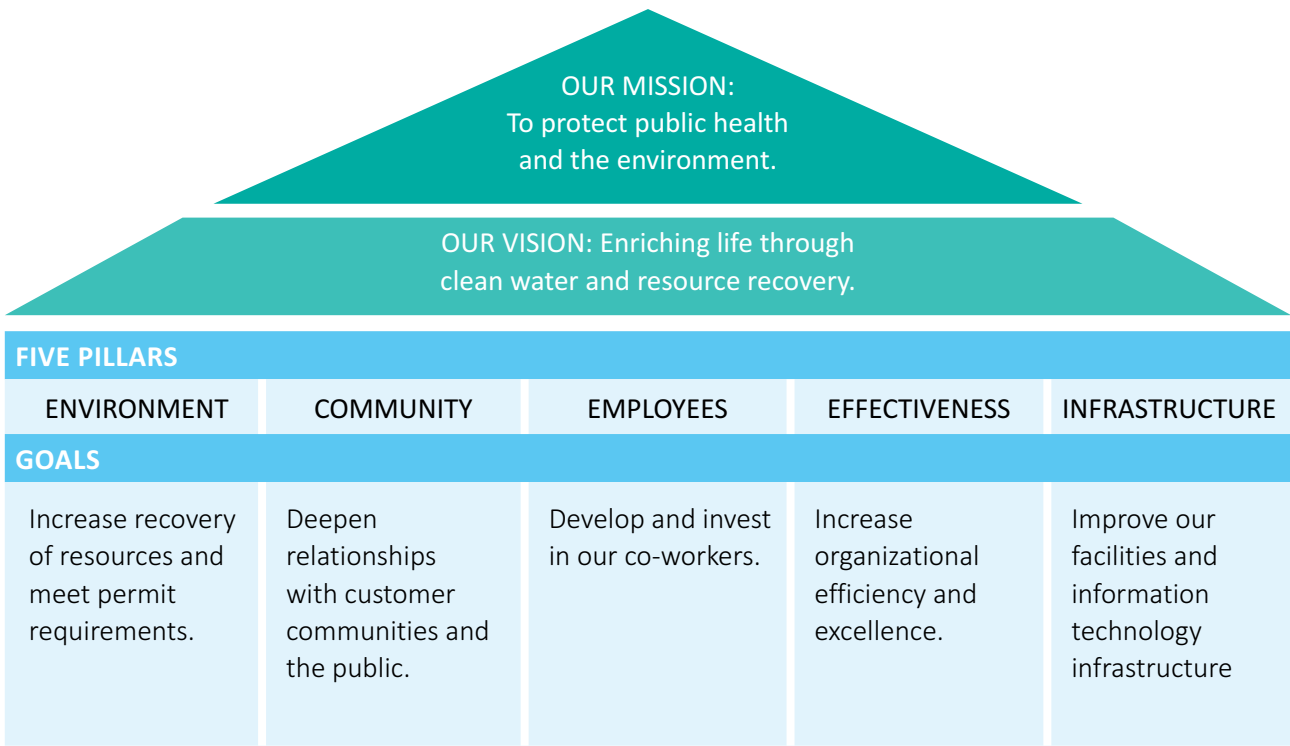 OUR MISSION:
To protect public health
and the environment.
OUR VISION: Enriching life through
clean water and resource recovery.
FIVE PILLARS
ENVIRONMENT
COMMUNITY
EMPLOYEES
EFFECTIVENESS
INFRASTRUCTURE
GOALS
Increase recovery
of resources and
meet permit
requirements.
Deepen
relationships
with customer
communities and
the public.
Develop and invest
in our co-workers.
Increase
organizational
efficiency and
excellence.
Improve our
facilities and
information
technology
infrastructure